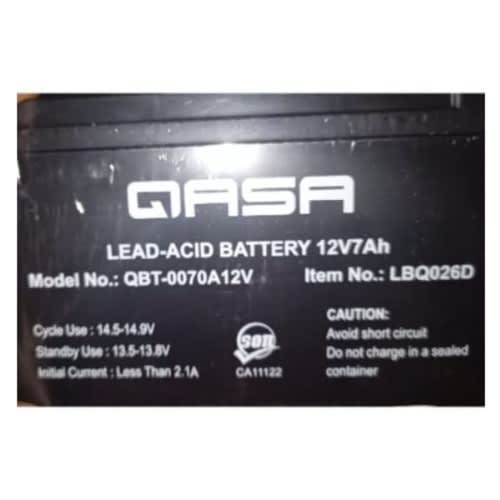 QASA
LEAD-ACID BATTERY 12V7Ah
Model No.: QBT-0070A12V Item No.: LBQ026D
Cycle Use : 14.5-14.9V
Standby Use : 13.5-13.8V
Initial Current : Less Than 2.1A
SON
CA11122
CAUTION:
Avoid short circuit
Do not charge in a sealed
container